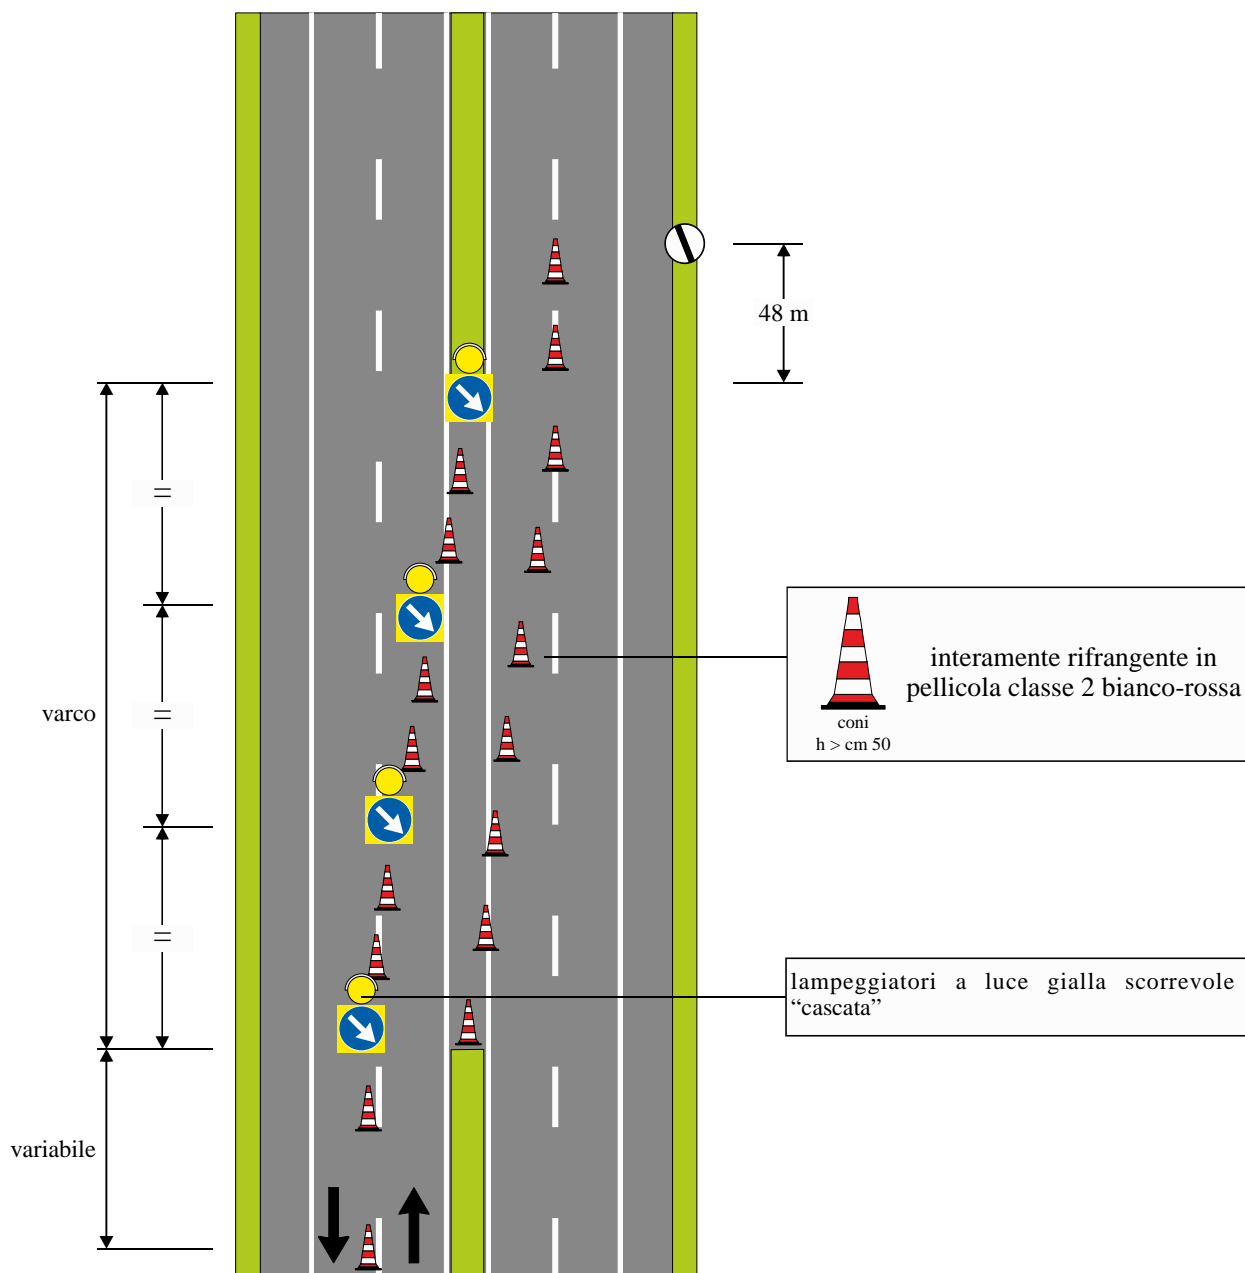 48 m
=
=
varco
=
variabile
interamente rifrangente in
pellicola classe 2 bianco-rossa
coni
h > cm 50
lampeggiatori a luce gialla scorrevole
“cascata”